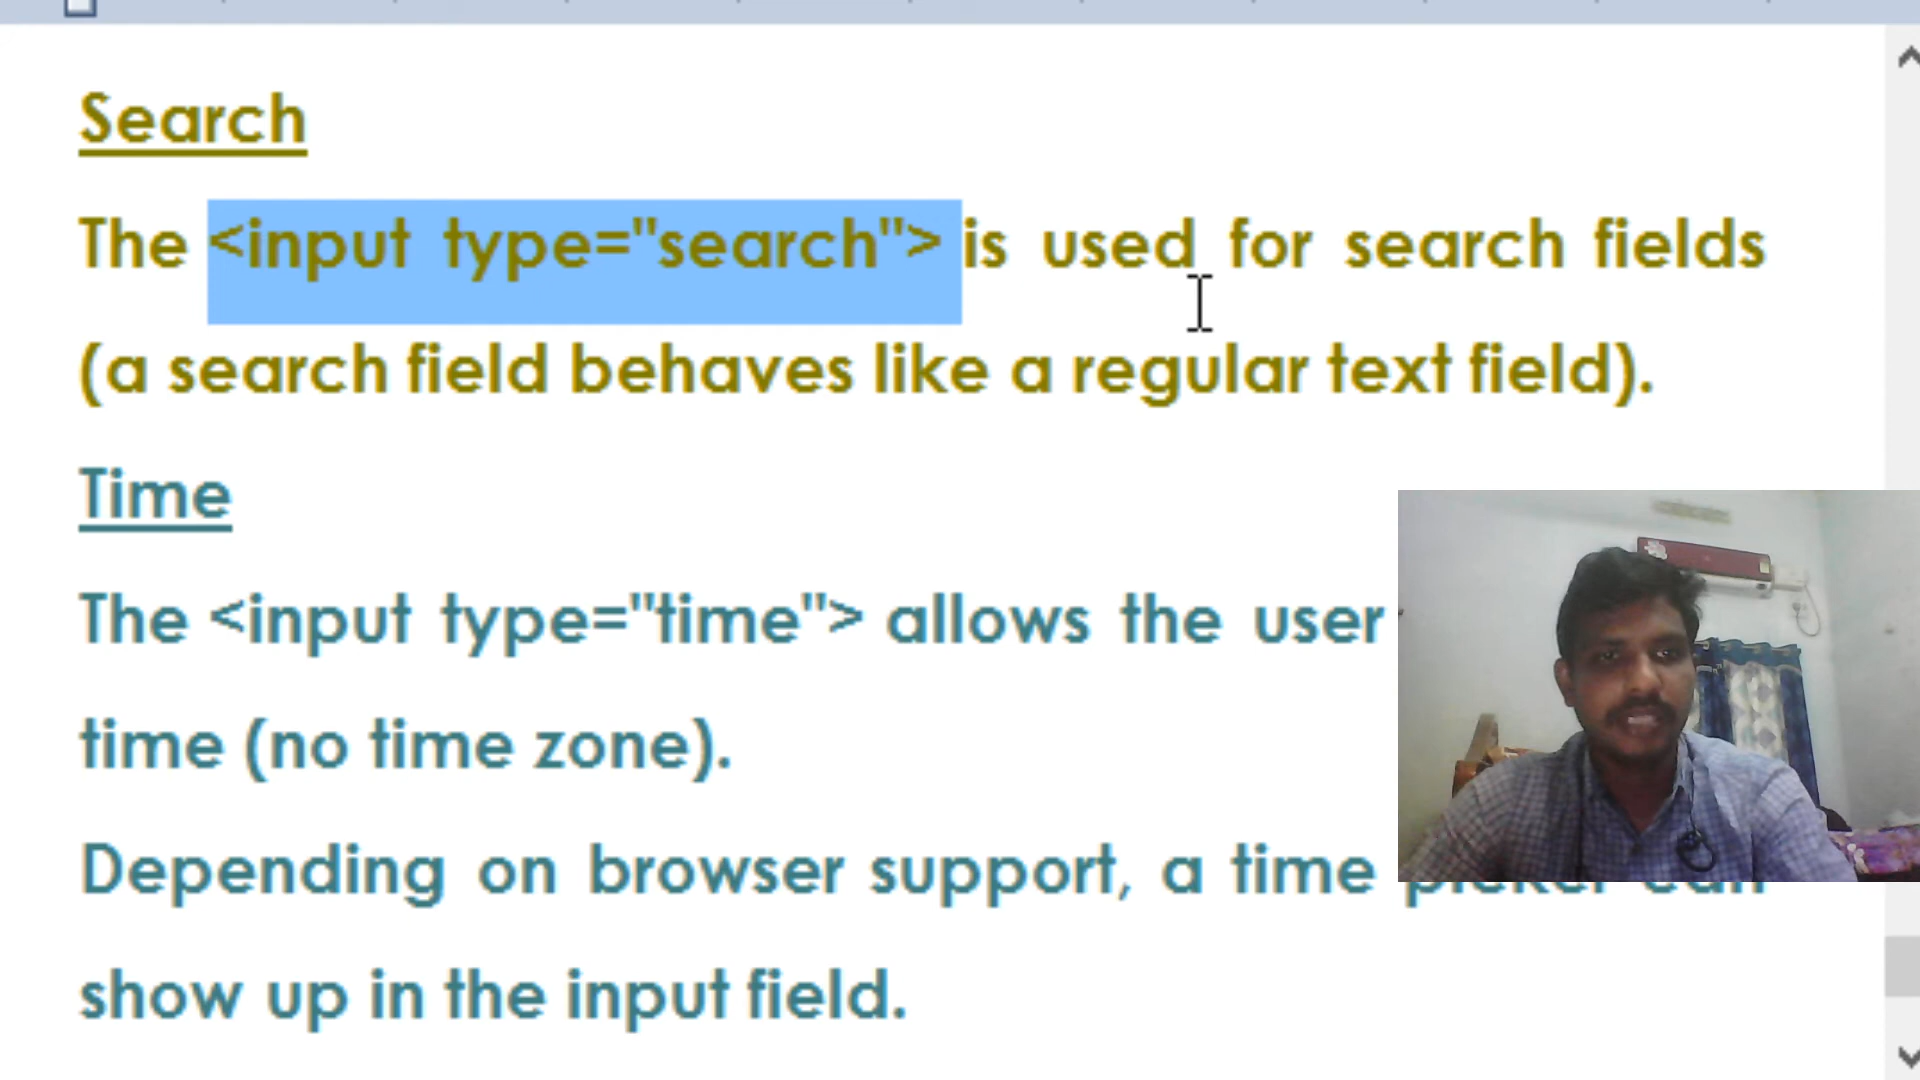 Search
The <input type="search"> is used for search fields
(a search field behaves like a regular text field).
Time
The <input type="time"> allows the user
time (no time zone).
Depending on browser support, a time picker can
show up in the input field.